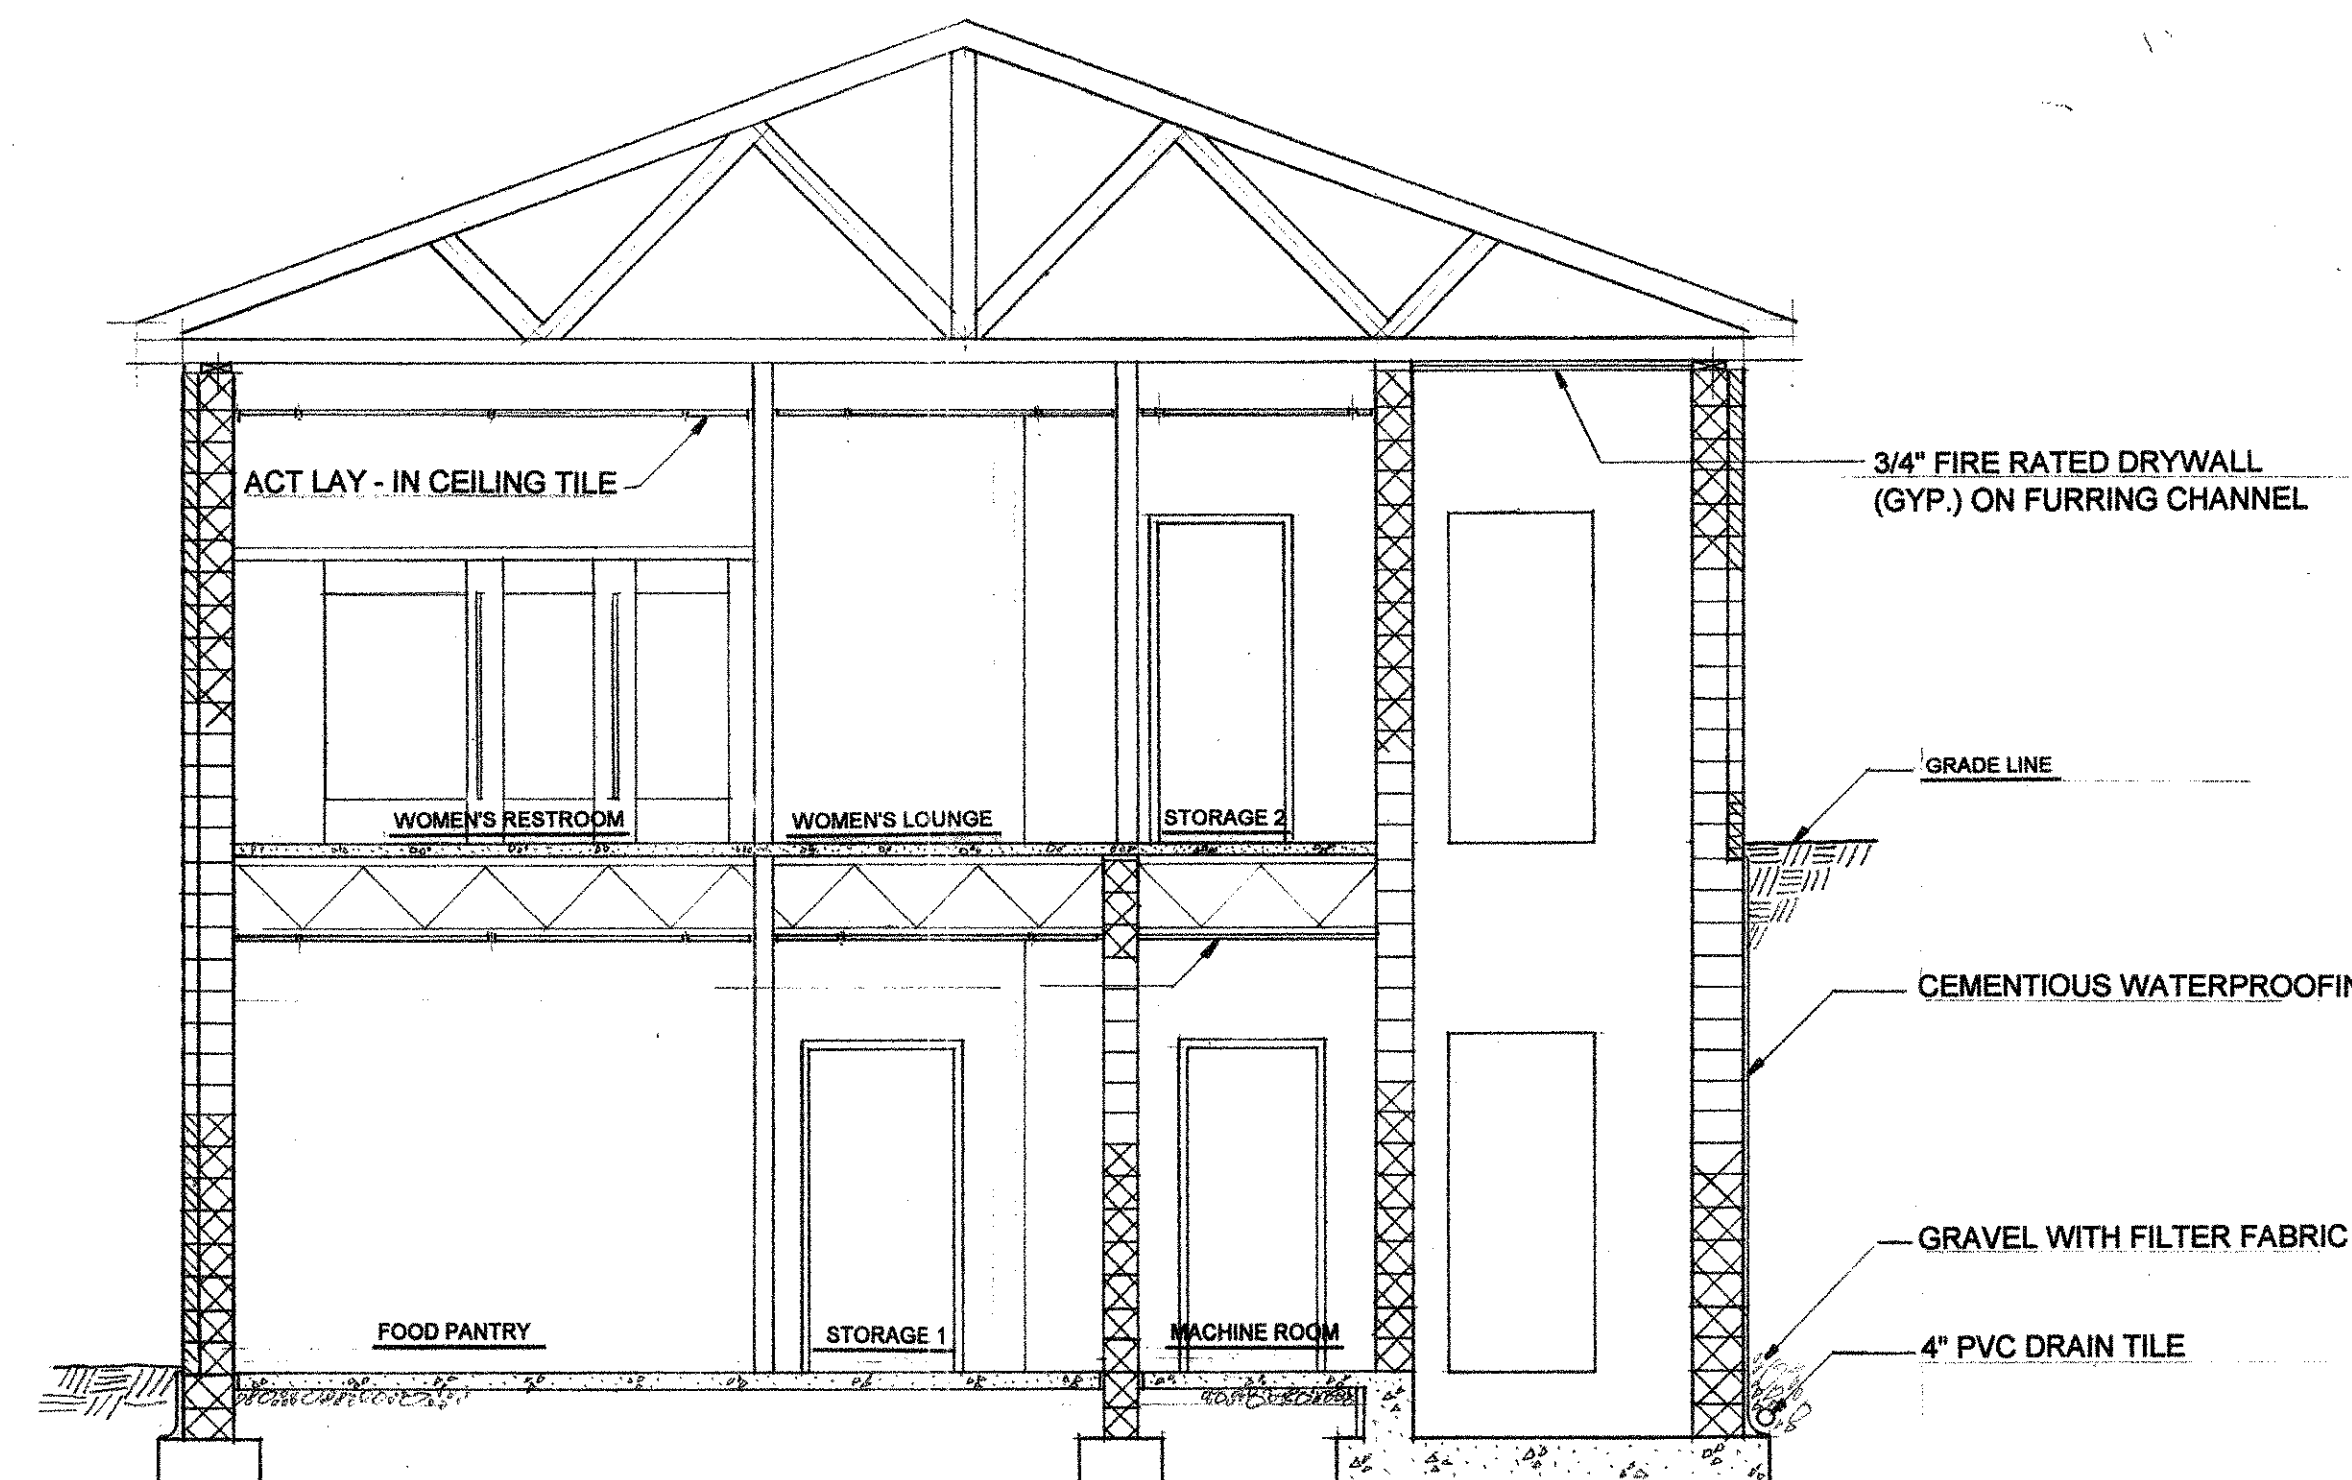 ACT LAY - IN CEILING TILE
3/4" FIRE RATED DRYWALL
(GYP.) ON FURRING CHANNEL
GRADE LINE
WOMEN'S RESTROOM
WOMEN'S LOUNGE
STORAGE 2
CEMENTIOUS WATERPROOFIN
GRAVEL WITH FILTER FABRIC
FOOD PANTRY
STORAGE 1
MACHINE ROOM
4" PVC DRAIN TILE